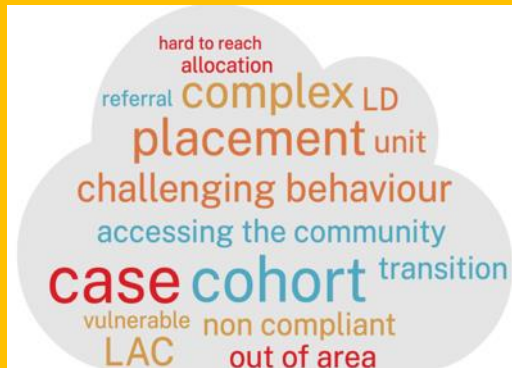 hard to reach
allocation
referral complex LD
placement unit
challenging behaviour
accessing the community
case cohort transition
vulnerable non compliant
LAC out of area